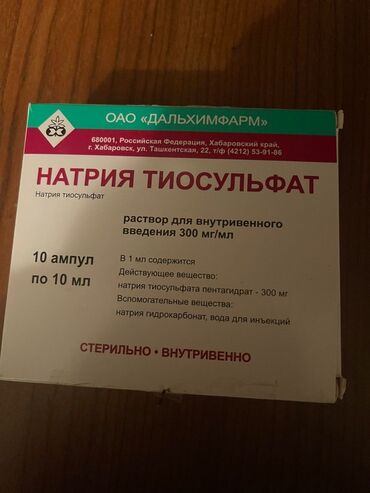 ОАО «ДАЛЬХИМФАРМ»
680001, Российская Федерация, Хабаровский край,
г. Хабаровск, ул. Ташкентская, 22, т/ф (4212) 53-91-86
НАТРИЯ ТИОСУЛЬФАТ
Натрия тиосульфат
раствор для внутривенного
введения 300 мг/мл
10 ампул
по 10 мл
В 1 мл содержится
Действующее вещество:
натрия тиосульфата пентагидрат - 300 мг
Вспомогательные вещества:
натрия гидрокарбонат, вода для инъекций
СТЕРИЛЬНО • ВНУТРИВЕННО